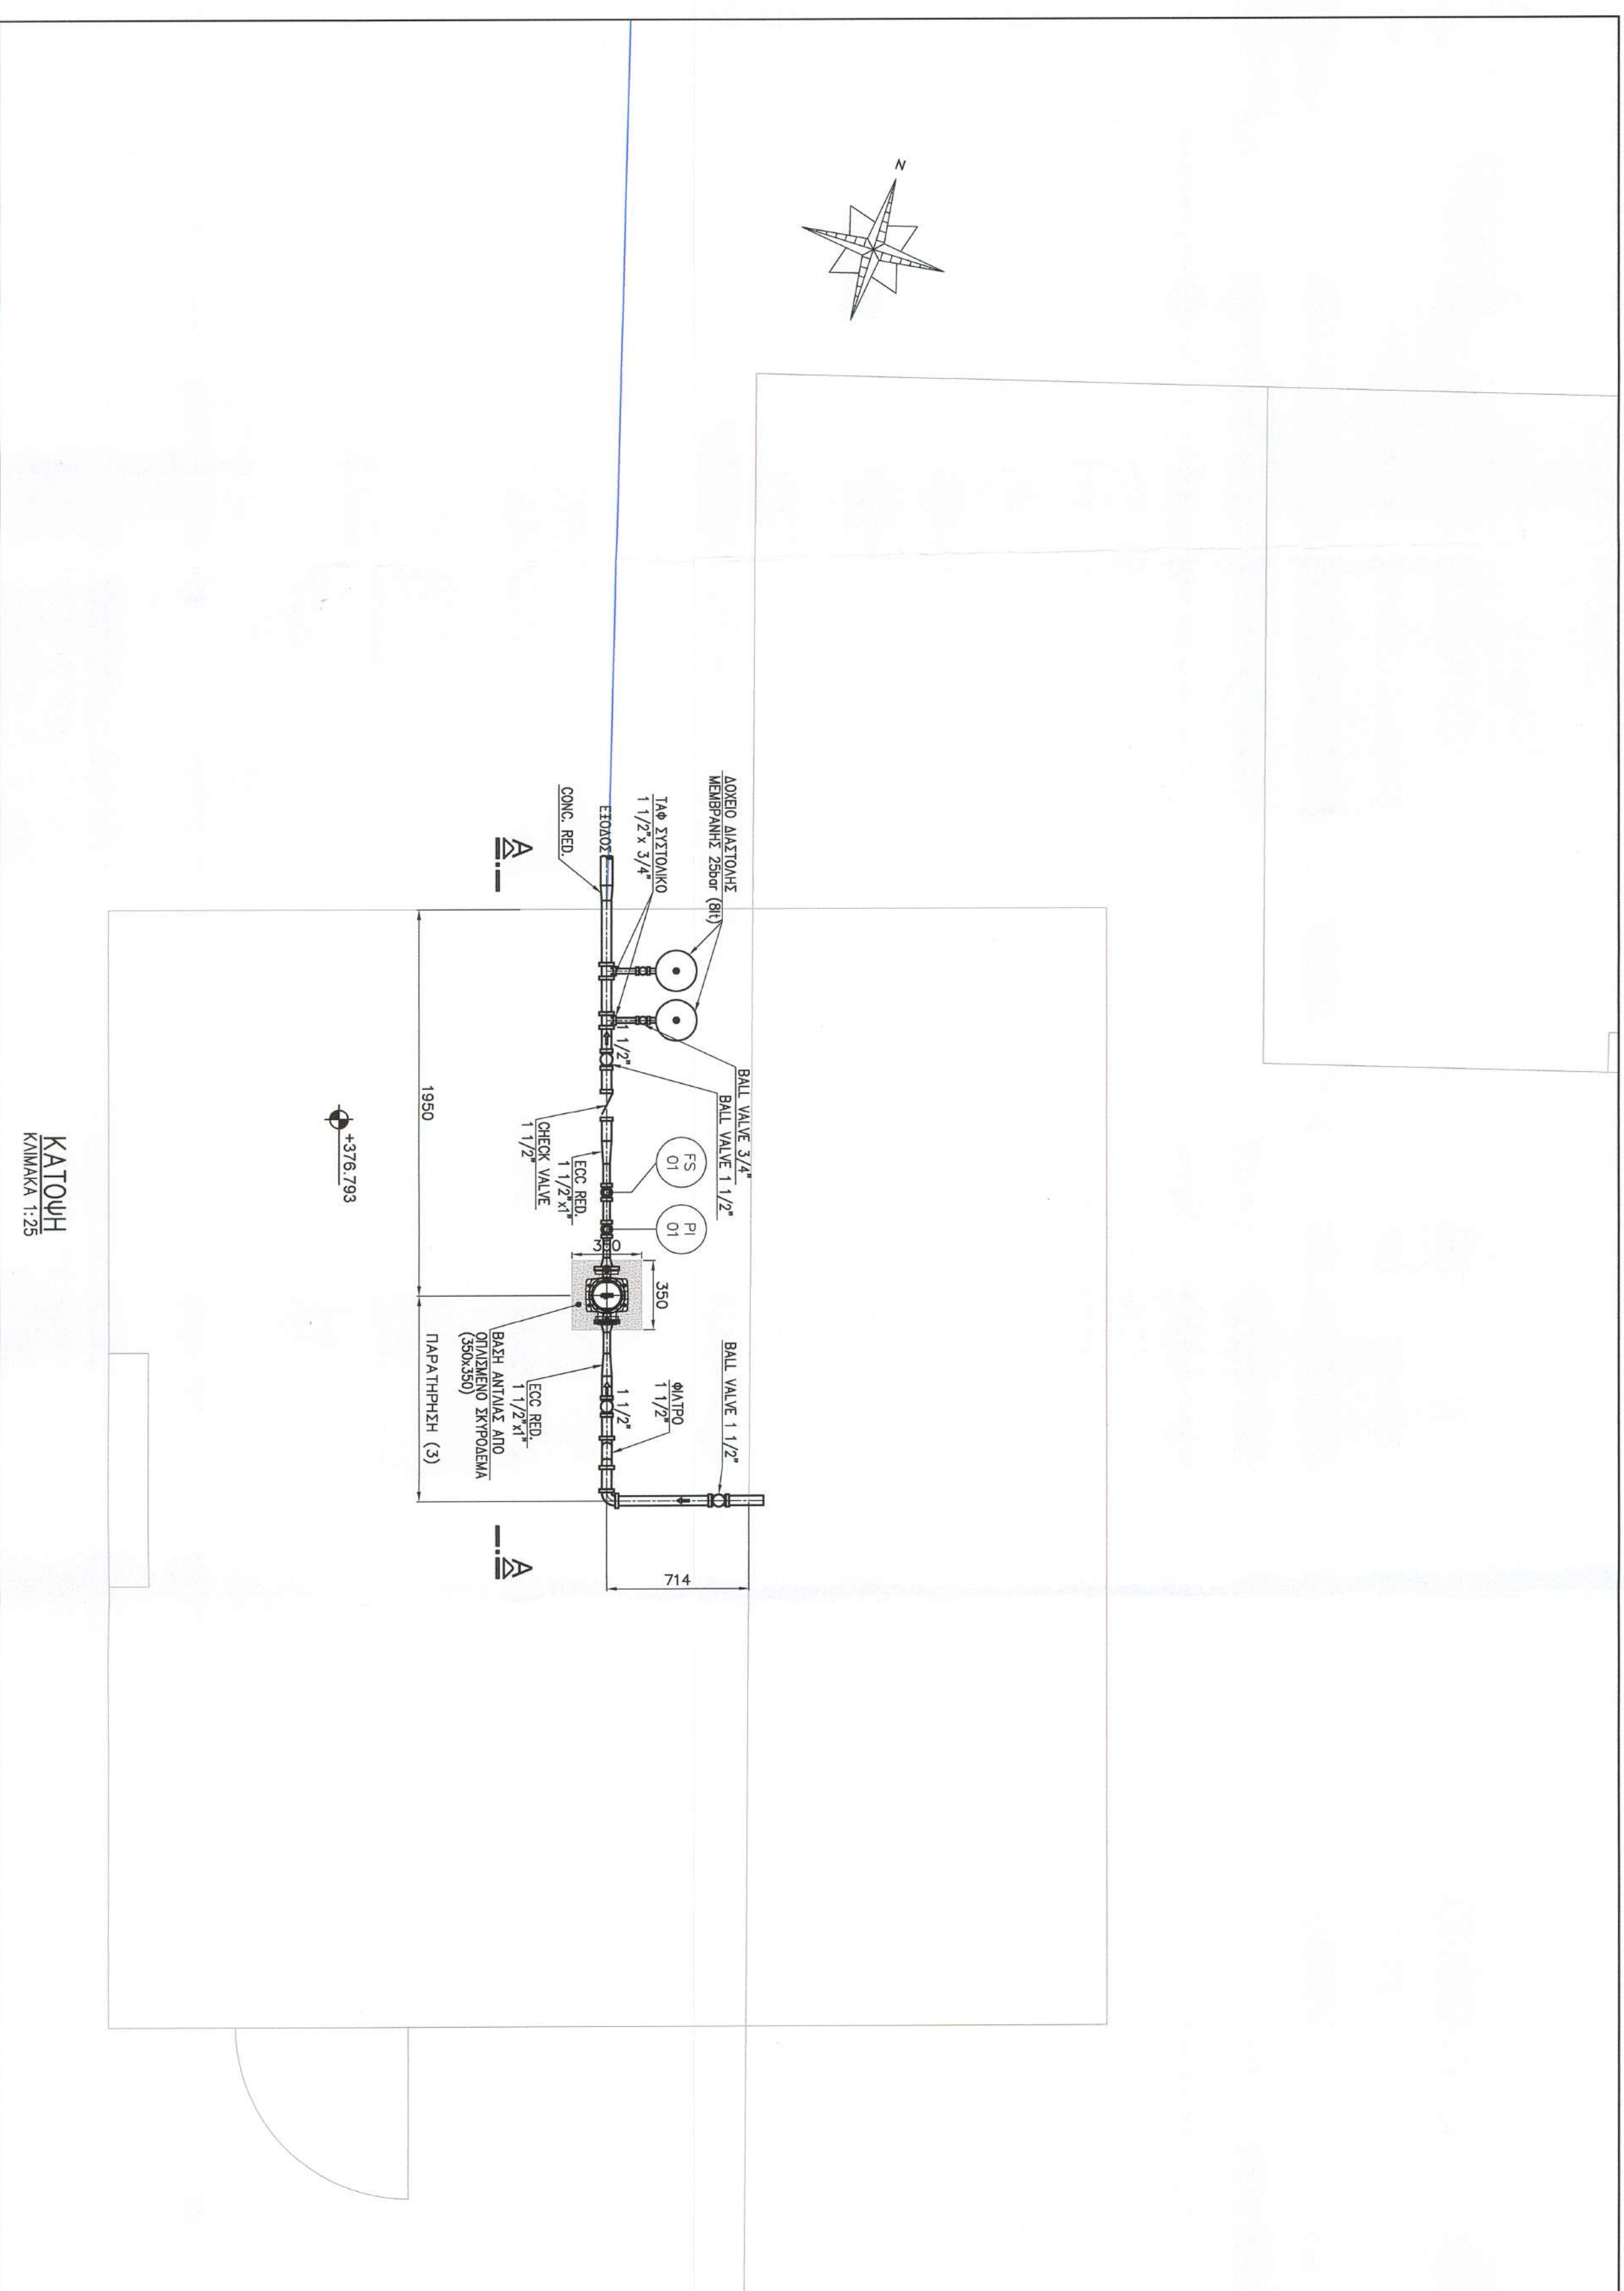 N
ΔΟΧΕΙΟ ΔΙΑΣΤΟΛΗΣ
ΜΕΜΒΡΑΝΗΣ 25bar (8lt)
ΤΑΦ ΣΥΣΤΟΛΙΚΟ
1 1/2"x 3/4"
ΕΞΟΔΟΣ
CONC. RED.
A
BALL VALVE 3/4"
BALL VALVE 1 1/2"
1 1/2"
FS
01
PI
01
CHECK VALVE
1 1/2"
ECC RED.
1 1/2"x1"
350
350
BALL VALVE 1 1/2"
ΦΙΛΤΡΟ
1 1/2"
1 1/2"
ECC RED.
1 1/2"x1"
ΒΑΣΗ ΑΝΤΛΙΑΣ ΑΠΟ
ΟΠΛΙΣΜΕΝΟ ΣΚΥΡΟΔΕΜΑ
(350x350)
A
714
1950
ΠΑΡΑΤΗΡΗΣΗ (3)
+376.793
ΚΑΤΟΨΗ
ΚΛΙΜΑΚΑ 1:25